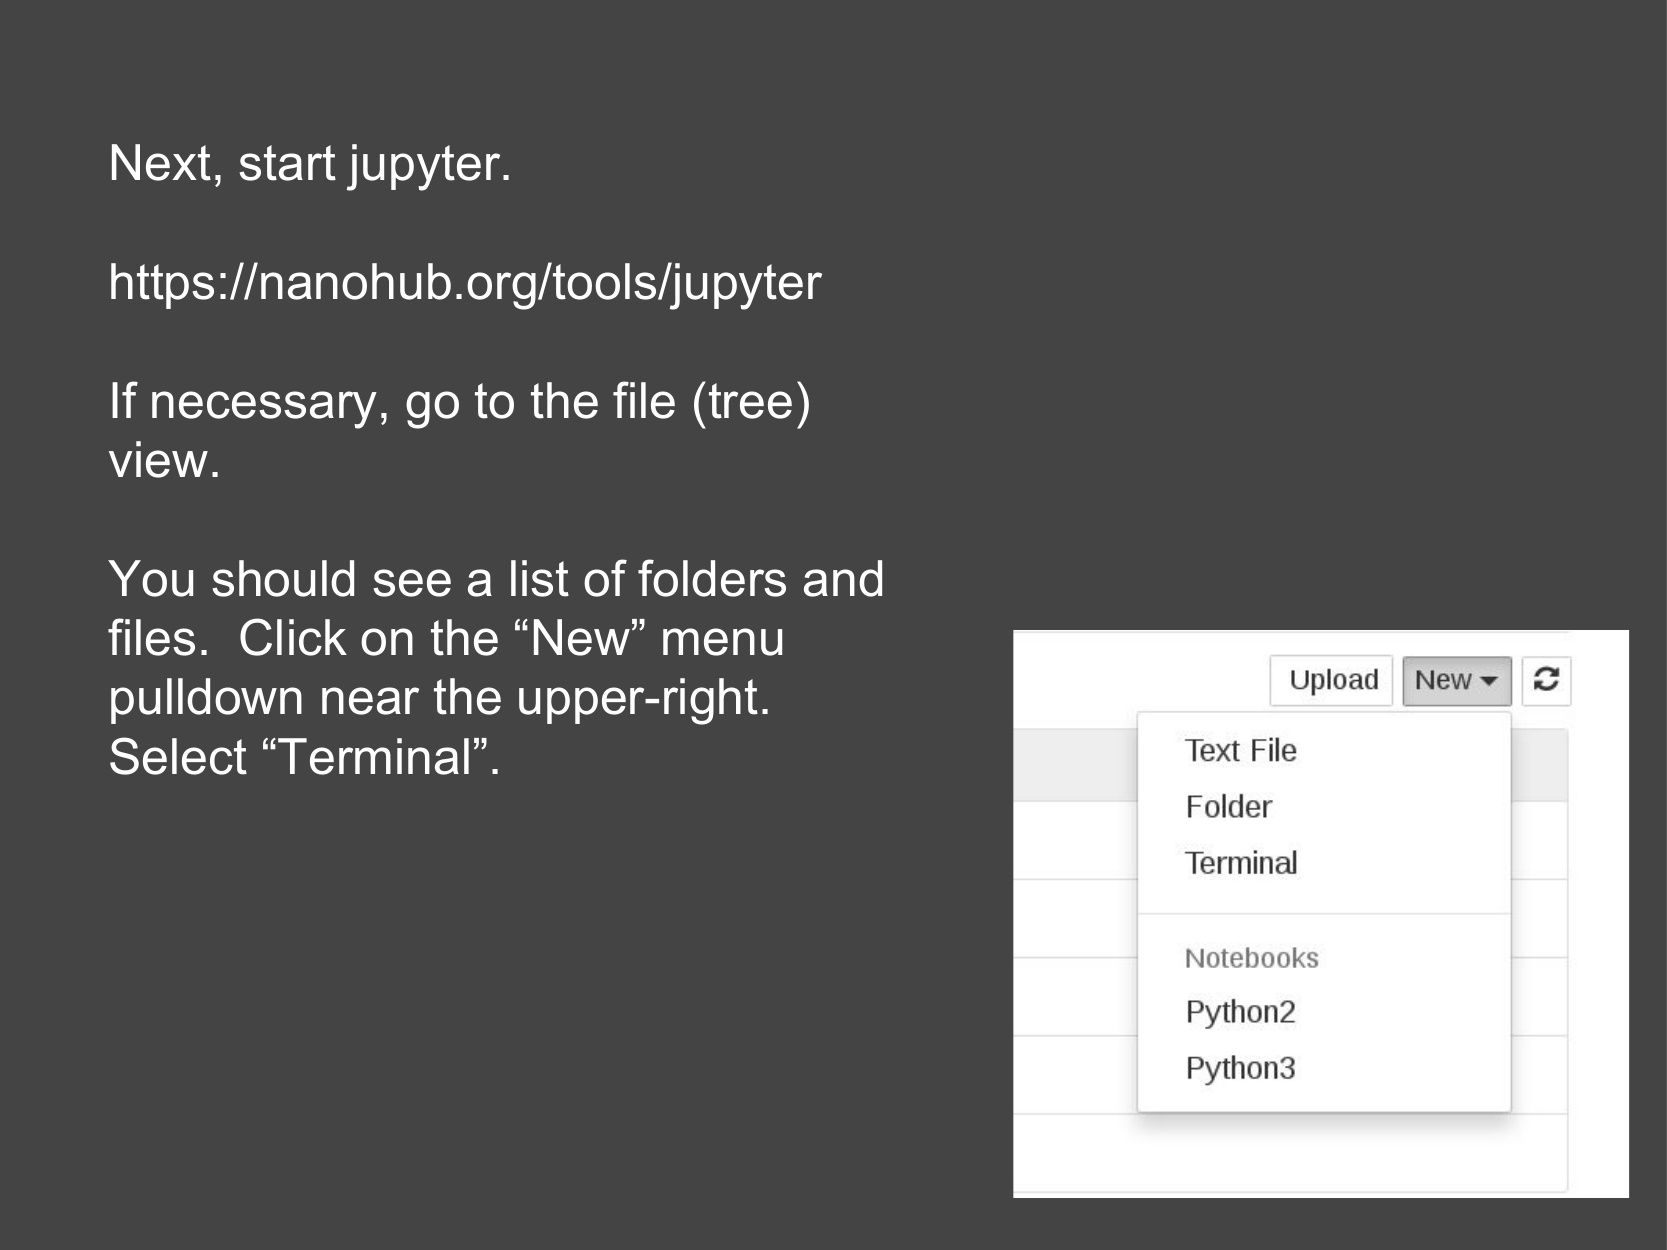 Next, start jupyter.
https://nanohub.org/tools/jupyter
If necessary, go to the file (tree)
view.
You should see a list of folders and
files.  Click on the “New” menu
pulldown near the upper-right.
Select “Terminal”.
Upload New
Text File
Folder
Terminal
Notebooks
Python2
Python3